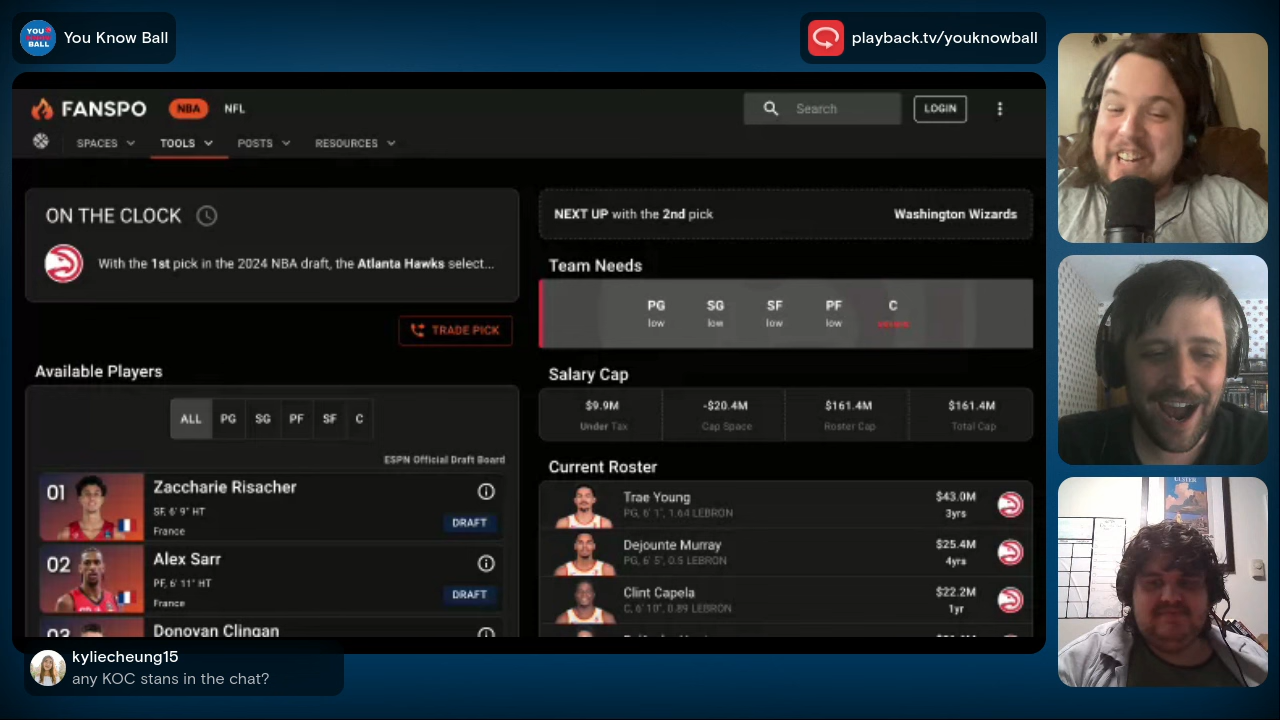 YOU
KNOW
BALL
You Know Ball
playback.tv/youknowball
FANSPO
NBA
NFL
Search
LOGIN
SPACES
TOOLS
POSTS
RESOURCES
ON THE CLOCK
With the 1st pick in the 2024 NBA draft, the Atlanta Hawks select...
TRADE PICK
NEXT UP with the 2nd pick
Washington Wizards
Team Needs
PG SG SF PF C
low low low low
Available Players
ALL PG SG PF SF C
ESPN Official Draft Board
01
Zaccharie Risacher
SF, 6' 9" HT
France
DRAFT
02
Alex Sarr
PF, 6' 11" HT
France
DRAFT
03
Donovan Clingan
Salary Cap
$9.9M -$20.4M $161.4M $161.4M
Under Tax Cap Space Roster Cap Total Cap
Current Roster
Trae Young
PG, 6' 1", 1.64 LEBRON
$43.0M
3yrs
Dejounte Murray
PG, 6' 5", 0.5 LEBRON
$25.4M
4yrs
Clint Capela
C, 6' 10", 0.89 LEBRON
$22.2M
1yr
kyliecheung15
any KOC stans in the chat?
ULSTER